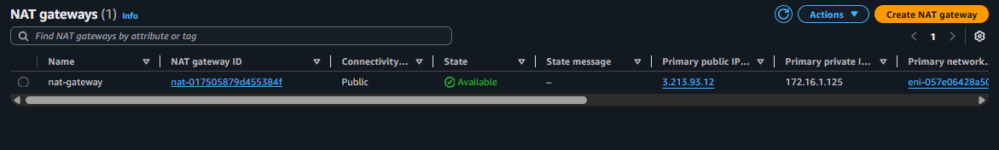 NAT gateways (1) Info
Actions
Create NAT gateway
Find NAT gateways by attribute or tag
1
Name NAT gateway ID Connectivity... State State message Primary public IP... Primary private I... Primary network...
nat-gateway nat-017505879d455384f Public Available – 3.213.93.12 172.16.1.125 eni-057e06428a50